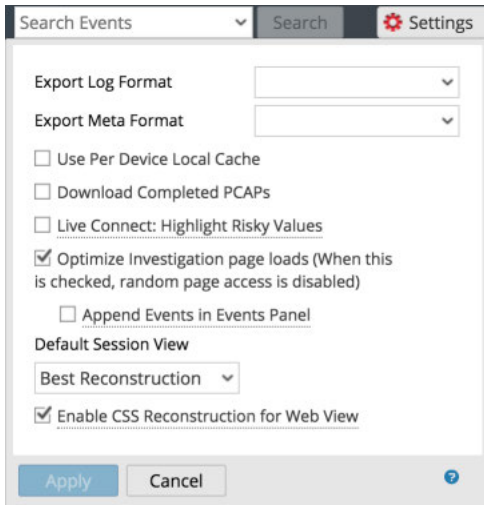 Search Events Search Settings
Export Log Format
Export Meta Format
Use Per Device Local Cache
Download Completed PCAPs
Live Connect: Highlight Risky Values
Optimize Investigation page loads (When this
is checked, random page access is disabled)
Append Events in Events Panel
Default Session View
Best Reconstruction
Enable CSS Reconstruction for Web View
Apply Cancel ?